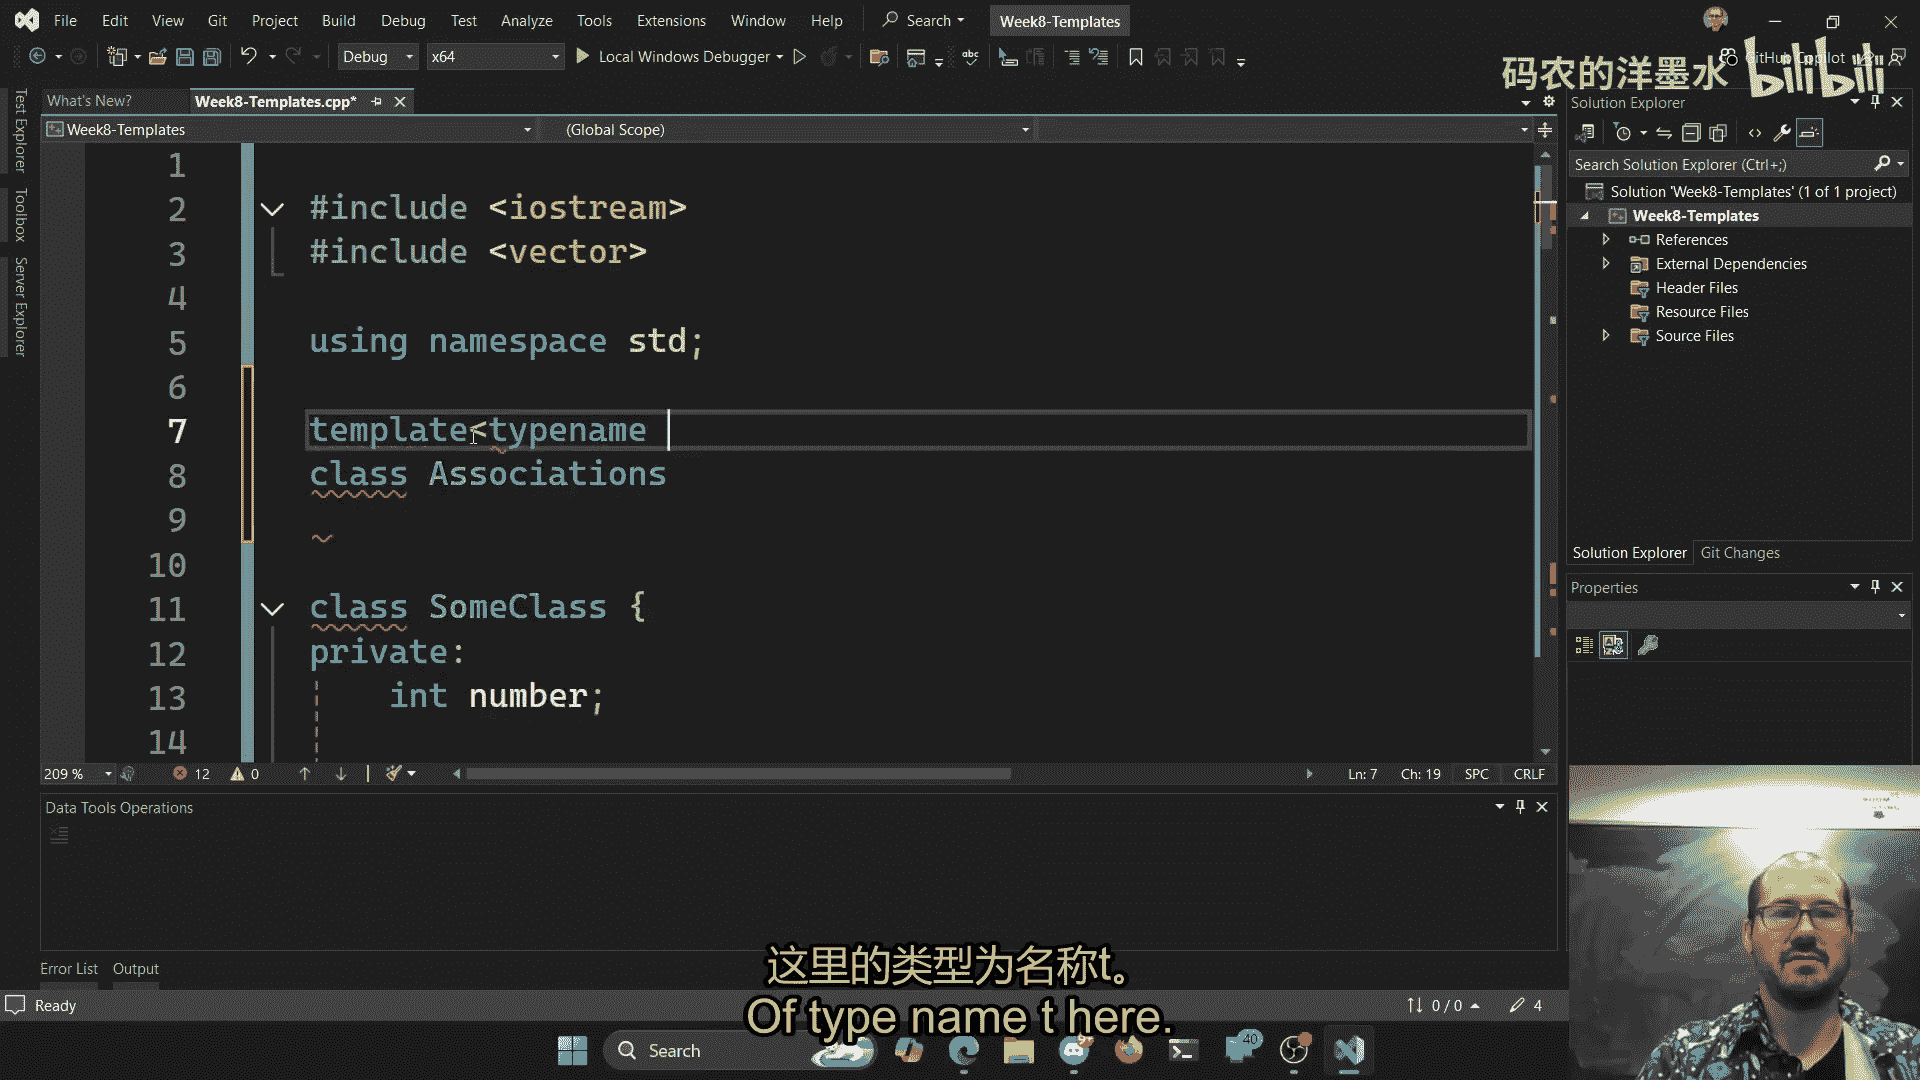 File Edit View Git Project Build Debug Test Analyze Tools Extensions Window Help Search Week8-Templates
Debug x64 Local Windows Debugger GitHub Copilot
码农的洋墨水 bilibili
What's New? Week8-Templates.cpp*
Week8-Templates (Global Scope)
Test Explorer
Toolbox
Server Explorer
1
2 #include <iostream>
3 #include <vector>
4
5 using namespace std;
6
7 template<typename
8 class Associations
9
10
11 class SomeClass {
12 private:
13 int number;
14
209 % 12 0 Ln: 7 Ch: 19 SPC CRLF
Data Tools Operations
Error List Output
Ready 0 / 0 4
Solution Explorer
Search Solution Explorer (Ctrl+;)
Solution 'Week8-Templates' (1 of 1 project)
Week8-Templates
References
External Dependencies
Header Files
Resource Files
Source Files
Solution Explorer Git Changes
Properties
这里的类型为名称t。
Of type name t here.
Search 9+ 40